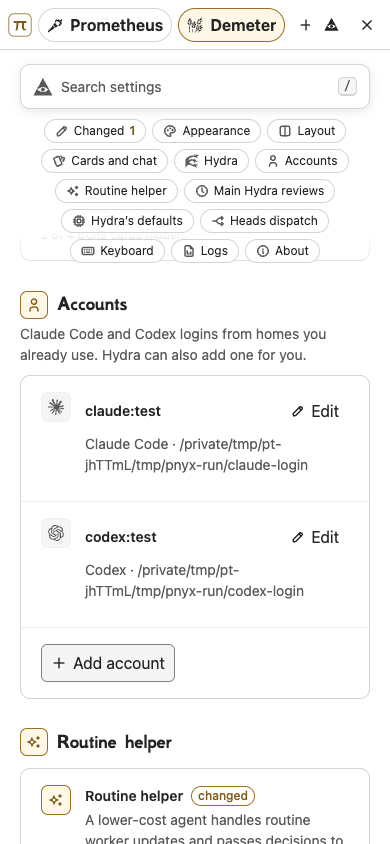 Prometheus Demeter
Search settings /
Changed 1 Appearance Layout
Cards and chat Hydra Accounts
Routine helper Main Hydra reviews
Hydra's defaults Heads dispatch
Keyboard Logs About
Accounts
Claude Code and Codex logins from homes you
already use. Hydra can also add one for you.
claude:test Edit
Claude Code · /private/tmp/pt-
jhTTmL/tmp/pnyx-run/claude-login
codex:test Edit
Codex · /private/tmp/pt-
jhTTmL/tmp/pnyx-run/codex-login
+ Add account
Routine helper
Routine helper changed
A lower-cost agent handles routine
worker updates and passes decisions to